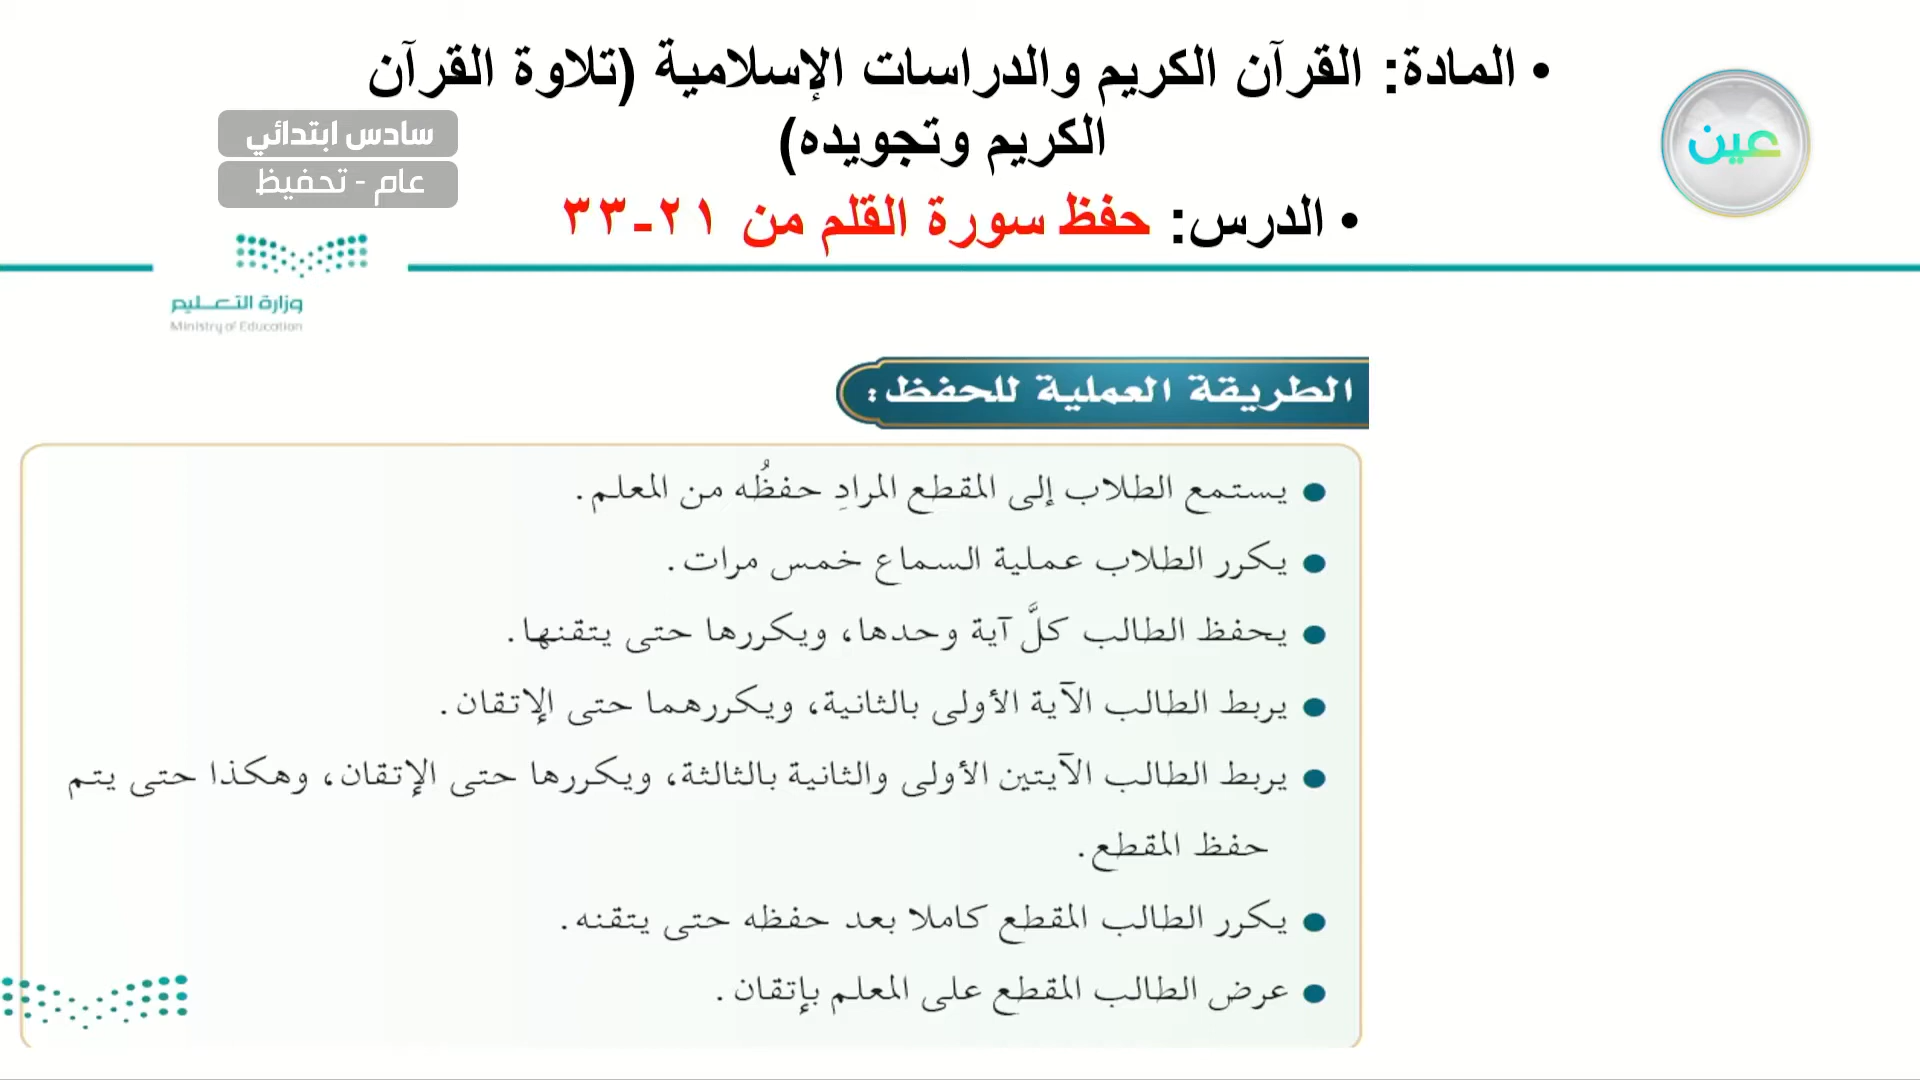 • المادة: القرآن الكريم والدراسات الإسلامية (تلاوة القرآن
الكريم وتجويده)
• الدرس: حفظ سورة القلم من ٢١-٣٣
عين
سادس ابتدائي
عام - تحفيظ
وزارة التعليم
Ministry of Education
الطريقة العملية للحفظ:
● يستمع الطلاب إلى المقطع المرادِ حفظُه من المعلم.
● يكرر الطلاب عملية السماع خمس مرات.
● يحفظ الطالب كلَّ آية وحدها، ويكررها حتى يتقنها.
● يربط الطالب الآية الأولى بالثانية، ويكررهما حتى الإتقان.
● يربط الطالب الآيتين الأولى والثانية بالثالثة، ويكررها حتى الإتقان، وهكذا حتى يتم
حفظ المقطع.
● يكرر الطالب المقطع كاملا بعد حفظه حتى يتقنه.
● عرض الطالب المقطع على المعلم بإتقان.